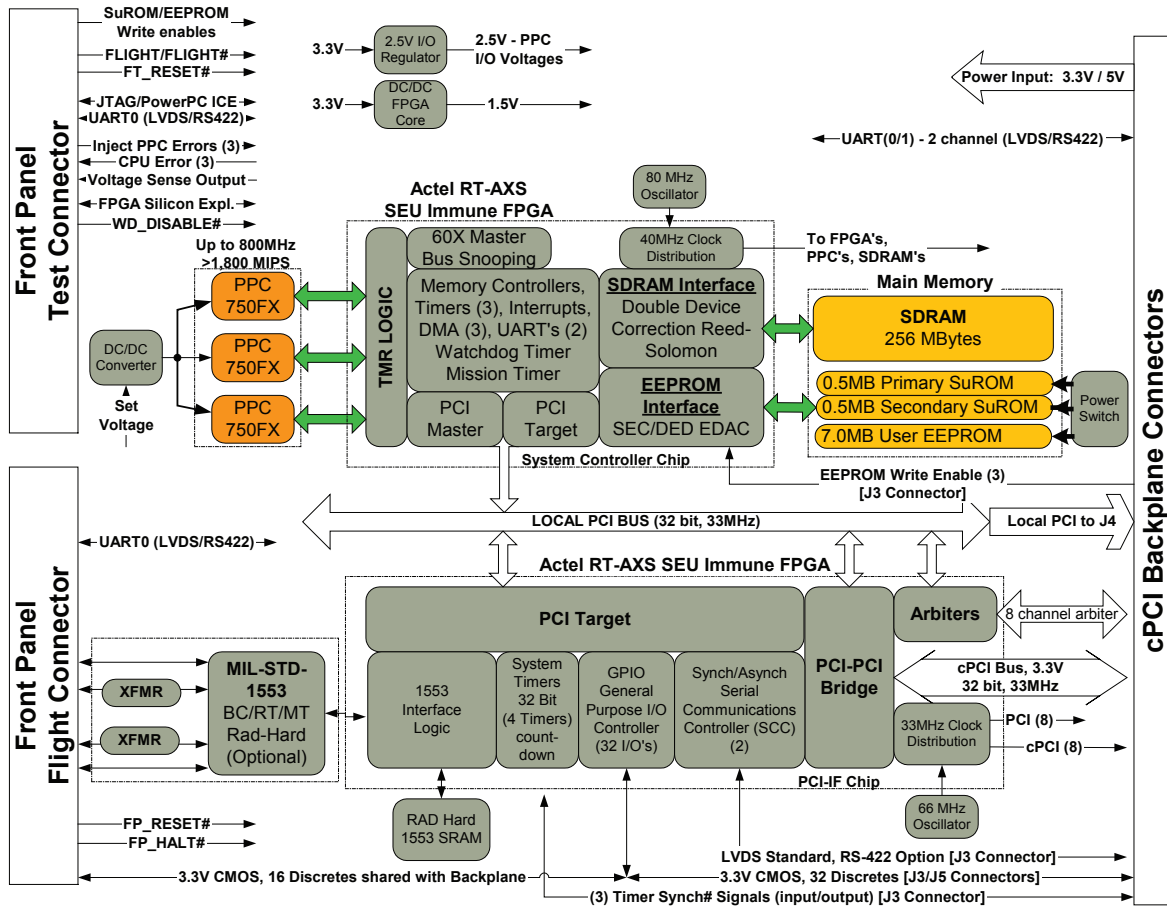 SuROM/EEPROM
Write enables
FLIGHT/FLIGHT#
FT_RESET#
JTAG/PowerPC ICE
UART0 (LVDS/RS422)
Inject PPC Errors (3)
CPU Error (3)
Voltage Sense Output
FPGA Silicon Expl.
WD_DISABLE#
Front Panel
Test Connector
3.3V
2.5V I/O
Regulator
2.5V - PPC
I/O Voltages
3.3V
DC/DC
FPGA
Core
1.5V
Power Input: 3.3V / 5V
UART(0/1) - 2 channel (LVDS/RS422)
cPCI Backplane Connectors
80 MHz
Oscillator
Actel RT-AXS
SEU Immune FPGA
40MHz Clock
Distribution
To FPGA's,
PPC's, SDRAM's
Up to 800MHz
>1,800 MIPS
PPC
750FX
PPC
750FX
PPC
750FX
DC/DC
Converter
Set
Voltage
TMR LOGIC
60X Master
Bus Snooping
Memory Controllers,
Timers (3), Interrupts,
DMA (3), UART's (2)
Watchdog Timer
Mission Timer
PCI
Master
PCI
Target
SDRAM Interface
Double Device
Correction Reed-
Solomon
EEPROM
Interface
SEC/DED EDAC
System Controller Chip
Main Memory
SDRAM
256 MBytes
0.5MB Primary SuROM
0.5MB Secondary SuROM
7.0MB User EEPROM
Power
Switch
EEPROM Write Enable (3)
[J3 Connector]
LOCAL PCI BUS (32 bit, 33MHz)
Local PCI to J4
Front Panel
Flight Connector
UART0 (LVDS/RS422)
Actel RT-AXS SEU Immune FPGA
PCI Target
PCI-PCI
Bridge
Arbiters
8 channel arbiter
cPCI Bus, 3.3V
32 bit, 33MHz
XFMR
XFMR
MIL-STD-
1553
BC/RT/MT
Rad-Hard
(Optional)
1553
Interface
Logic
System
Timers
32 Bit
(4 Timers)
count-
down
GPIO
General
Purpose I/O
Controller
(32 I/O's)
Synch/Asynch
Serial
Communications
Controller (SCC)
(2)
33MHz Clock
Distribution
PCI (8)
cPCI (8)
PCI-IF Chip
RAD Hard
1553 SRAM
66 MHz
Oscillator
FP_RESET#
FP_HALT#
LVDS Standard, RS-422 Option [J3 Connector]
3.3V CMOS, 16 Discretes shared with Backplane
3.3V CMOS, 32 Discretes [J3/J5 Connectors]
(3) Timer Synch# Signals (input/output) [J3 Connector]